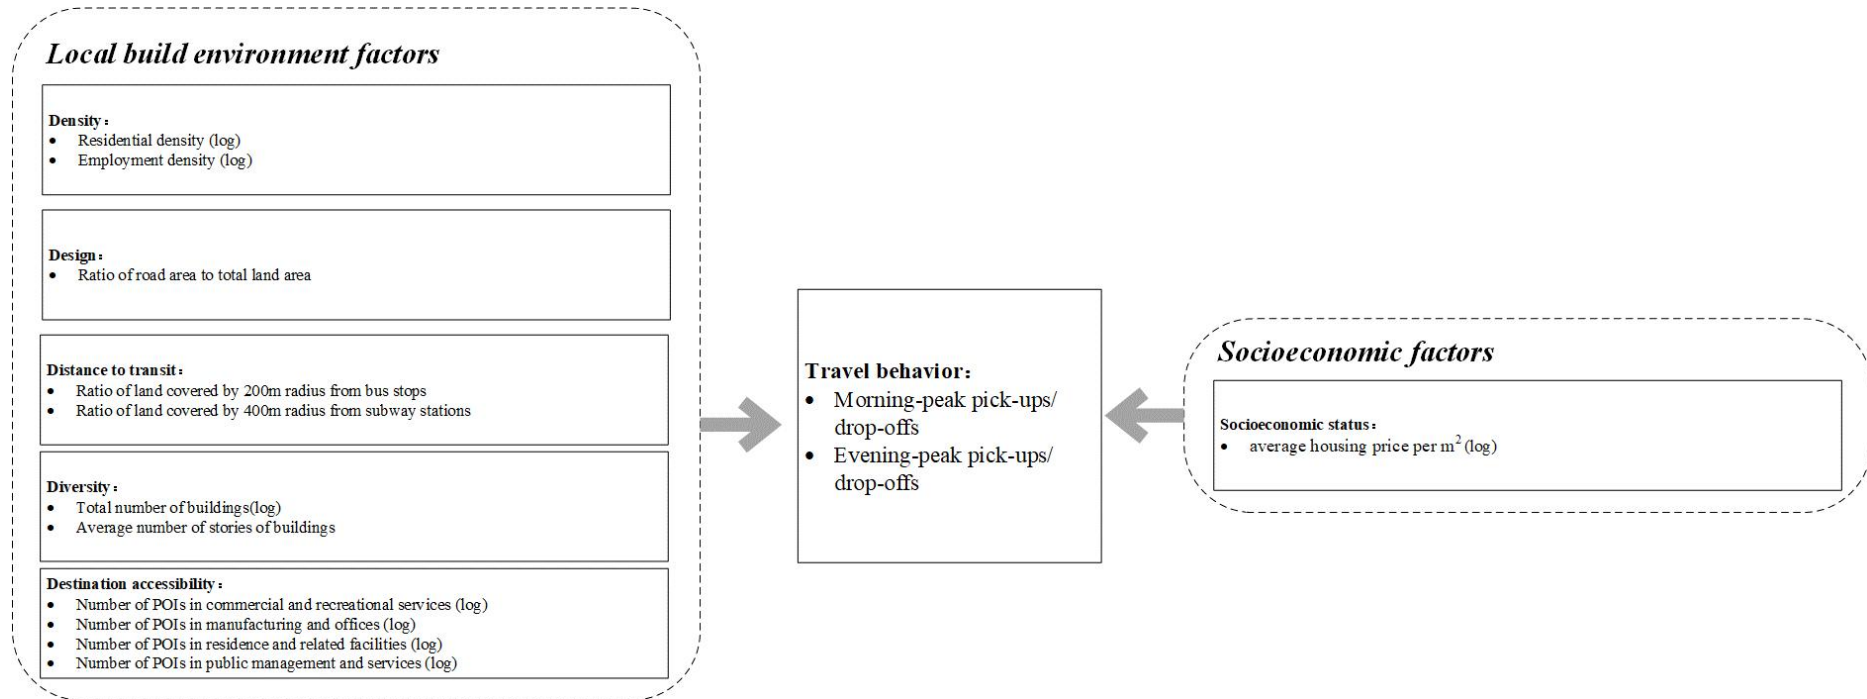 Local build environment factors
Density：
• Residential density (log)
• Employment density (log)
Design：
• Ratio of road area to total land area
Distance to transit：
• Ratio of land covered by 200m radius from bus stops
• Ratio of land covered by 400m radius from subway stations
Diversity：
• Total number of buildings(log)
• Average number of stories of buildings
Destination accessibility：
• Number of POIs in commercial and recreational services (log)
• Number of POIs in manufacturing and offices (log)
• Number of POIs in residence and related facilities (log)
• Number of POIs in public management and services (log)
Travel behavior：
• Morning-peak pick-ups/
drop-offs
• Evening-peak pick-ups/
drop-offs
Socioeconomic factors
Socioeconomic status：
• average housing price per m² (log)